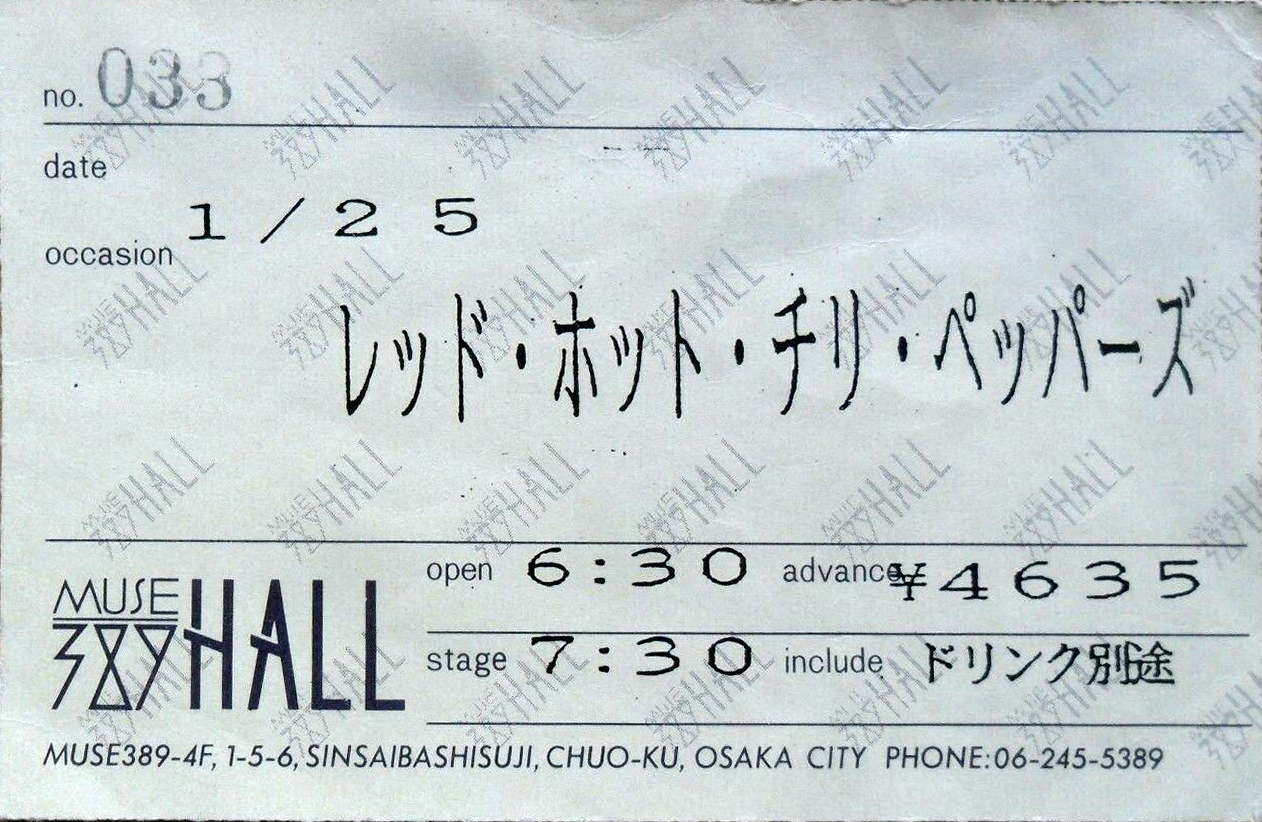 no. 033
date
1/25
occasion
レッド・ホット・チリ・ペッパーズ
open 6:30 advance ¥4635
MUSE 389 HALL
stage 7:30 include ドリンク別途
MUSE389-4F, 1-5-6, SINSAIBASHISUJI, CHUO-KU, OSAKA CITY PHONE:06-245-5389